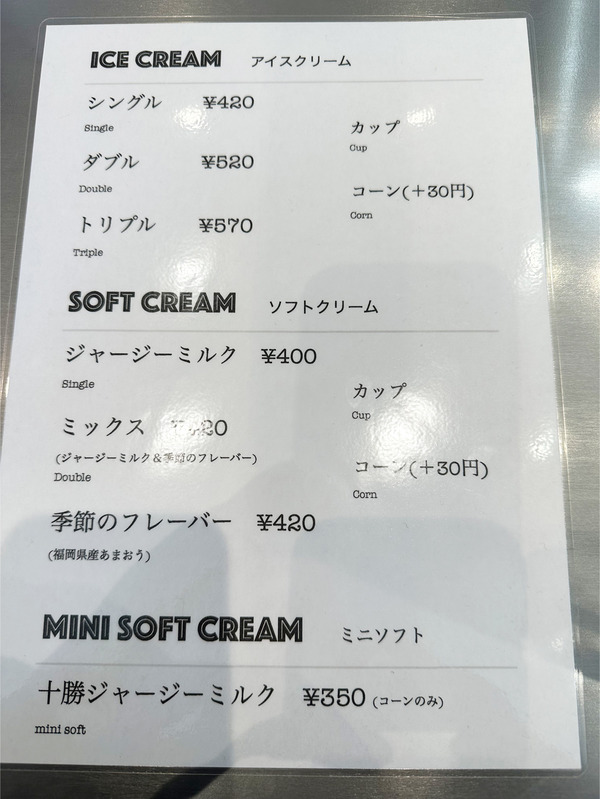 ICE CREAM アイスクリーム
シングル ¥420
Single
カップ
Cup
ダブル ¥520
Double
コーン(＋30円)
Corn
トリプル ¥570
Triple
SOFT CREAM ソフトクリーム
ジャージーミルク ¥400
Single
カップ
Cup
ミックス ¥420
(ジャージーミルク＆季節のフレーバー)
Double
コーン(＋30円)
Corn
季節のフレーバー ¥420
(福岡県産あまおう)
MINI SOFT CREAM ミニソフト
十勝ジャージーミルク ¥350 (コーンのみ)
mini soft